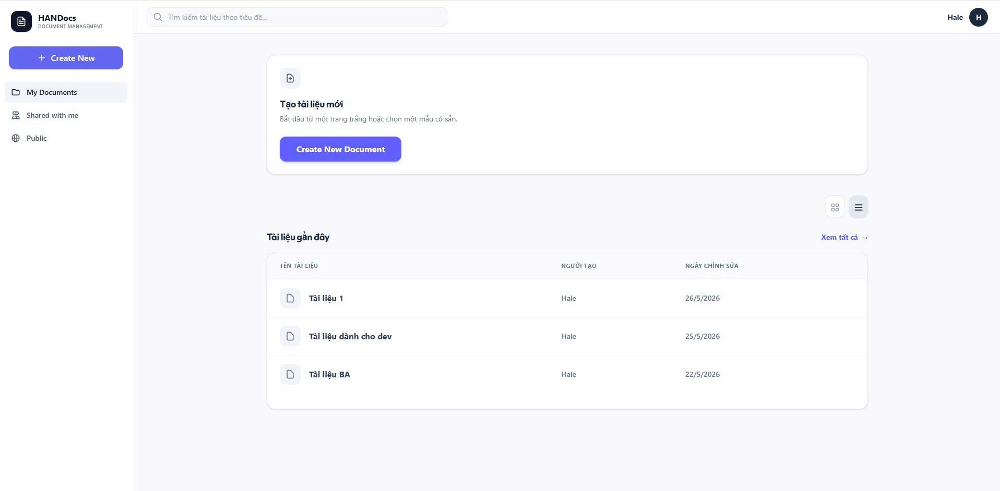 HANDocs
DOCUMENT MANAGEMENT
Create New
My Documents
Shared with me
Public
Tìm kiếm tài liệu theo tiêu đề...
Hale
H
Tạo tài liệu mới
Bắt đầu từ một trang trắng hoặc chọn một mẫu có sẵn.
Create New Document
Tài liệu gần đây
Xem tất cả →
TÊN TÀI LIỆU NGƯỜI TẠO NGÀY CHỈNH SỬA
Tài liệu 1 Hale 26/5/2026
Tài liệu dành cho dev Hale 25/5/2026
Tài liệu BA Hale 22/5/2026